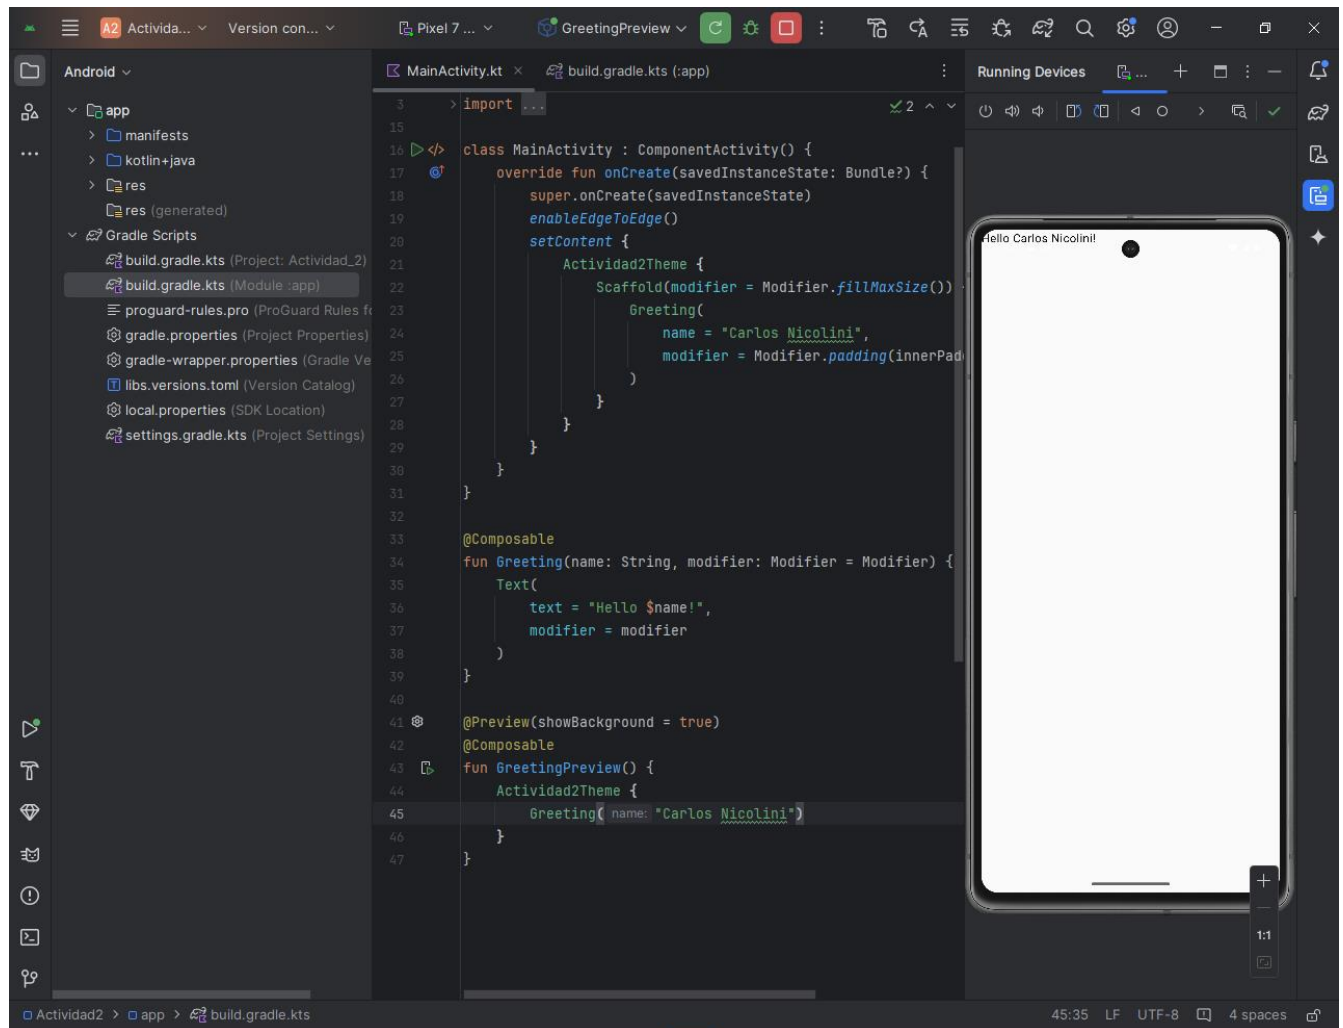 A2 Activida... Version con... Pixel 7 ... GreetingPreview
Android
app
manifests
kotlin+java
res
res (generated)
Gradle Scripts
build.gradle.kts (Project: Actividad_2)
build.gradle.kts (Module :app)
proguard-rules.pro (ProGuard Rules fo
gradle.properties (Project Properties)
gradle-wrapper.properties (Gradle Ve
libs.versions.toml (Version Catalog)
local.properties (SDK Location)
settings.gradle.kts (Project Settings)
MainActivity.kt build.gradle.kts (:app)
2
3 import ...
15
16 class MainActivity : ComponentActivity() {
17 override fun onCreate(savedInstanceState: Bundle?) {
18 super.onCreate(savedInstanceState)
19 enableEdgeToEdge()
20 setContent {
21 Actividad2Theme {
22 Scaffold(modifier = Modifier.fillMaxSize())
23 Greeting(
24 name = "Carlos Nicolini",
25 modifier = Modifier.padding(innerPad
26 )
27 }
28 }
29 }
30 }
31 }
32
33 @Composable
34 fun Greeting(name: String, modifier: Modifier = Modifier) {
35 Text(
36 text = "Hello $name!",
37 modifier = modifier
38 )
39 }
40
41 @Preview(showBackground = true)
42 @Composable
43 fun GreetingPreview() {
44 Actividad2Theme {
45 Greeting( name: "Carlos Nicolini")
46 }
47 }
Running Devices ...
Hello Carlos Nicolini!
1:1
Actividad2 > app > build.gradle.kts
45:35 LF UTF-8 4 spaces